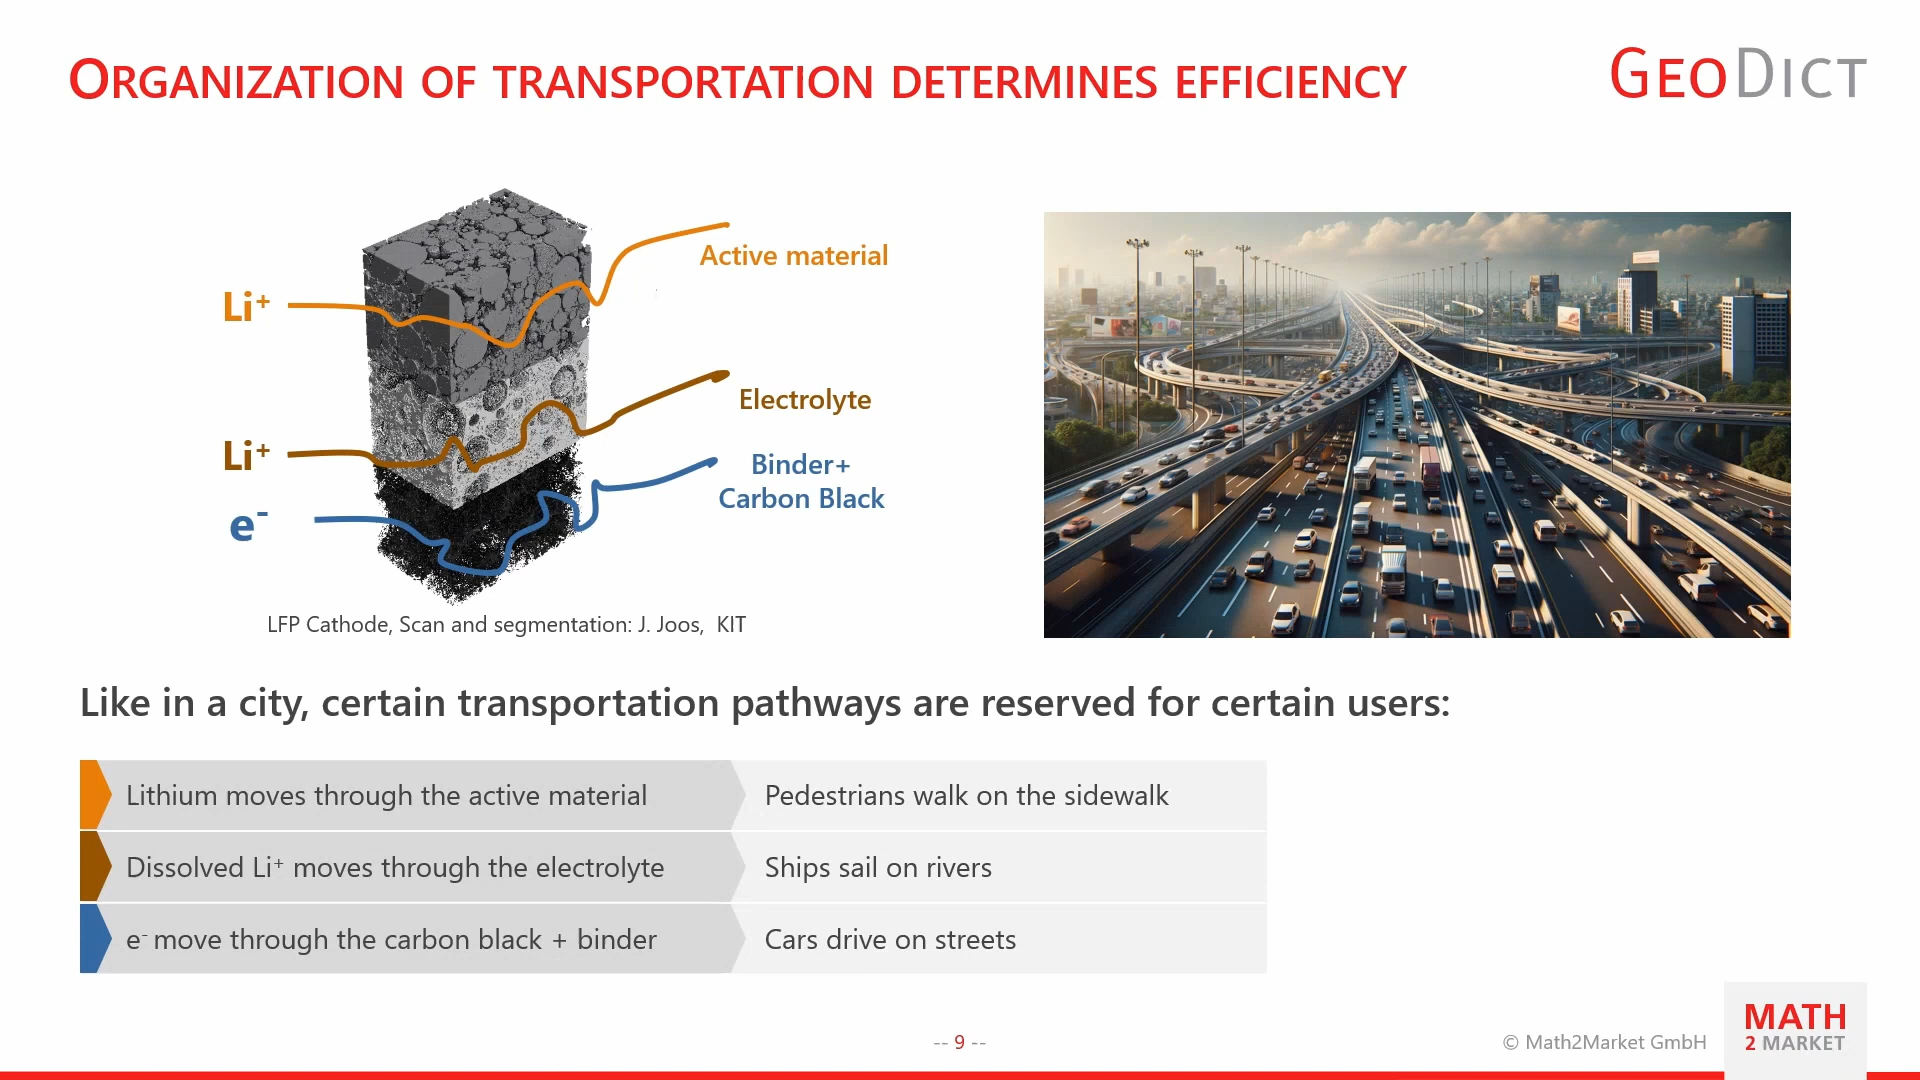 ORGANIZATION OF TRANSPORTATION DETERMINES EFFICIENCY
GEODICT
Active material
Li⁺
Electrolyte
Li⁺
Binder+
Carbon Black
e⁻
LFP Cathode, Scan and segmentation: J. Joos, KIT
Like in a city, certain transportation pathways are reserved for certain users:
Lithium moves through the active material
Pedestrians walk on the sidewalk
Dissolved Li⁺ moves through the electrolyte
Ships sail on rivers
e⁻ move through the carbon black + binder
Cars drive on streets
-- 9 --
© Math2Market GmbH
MATH
2 MARKET